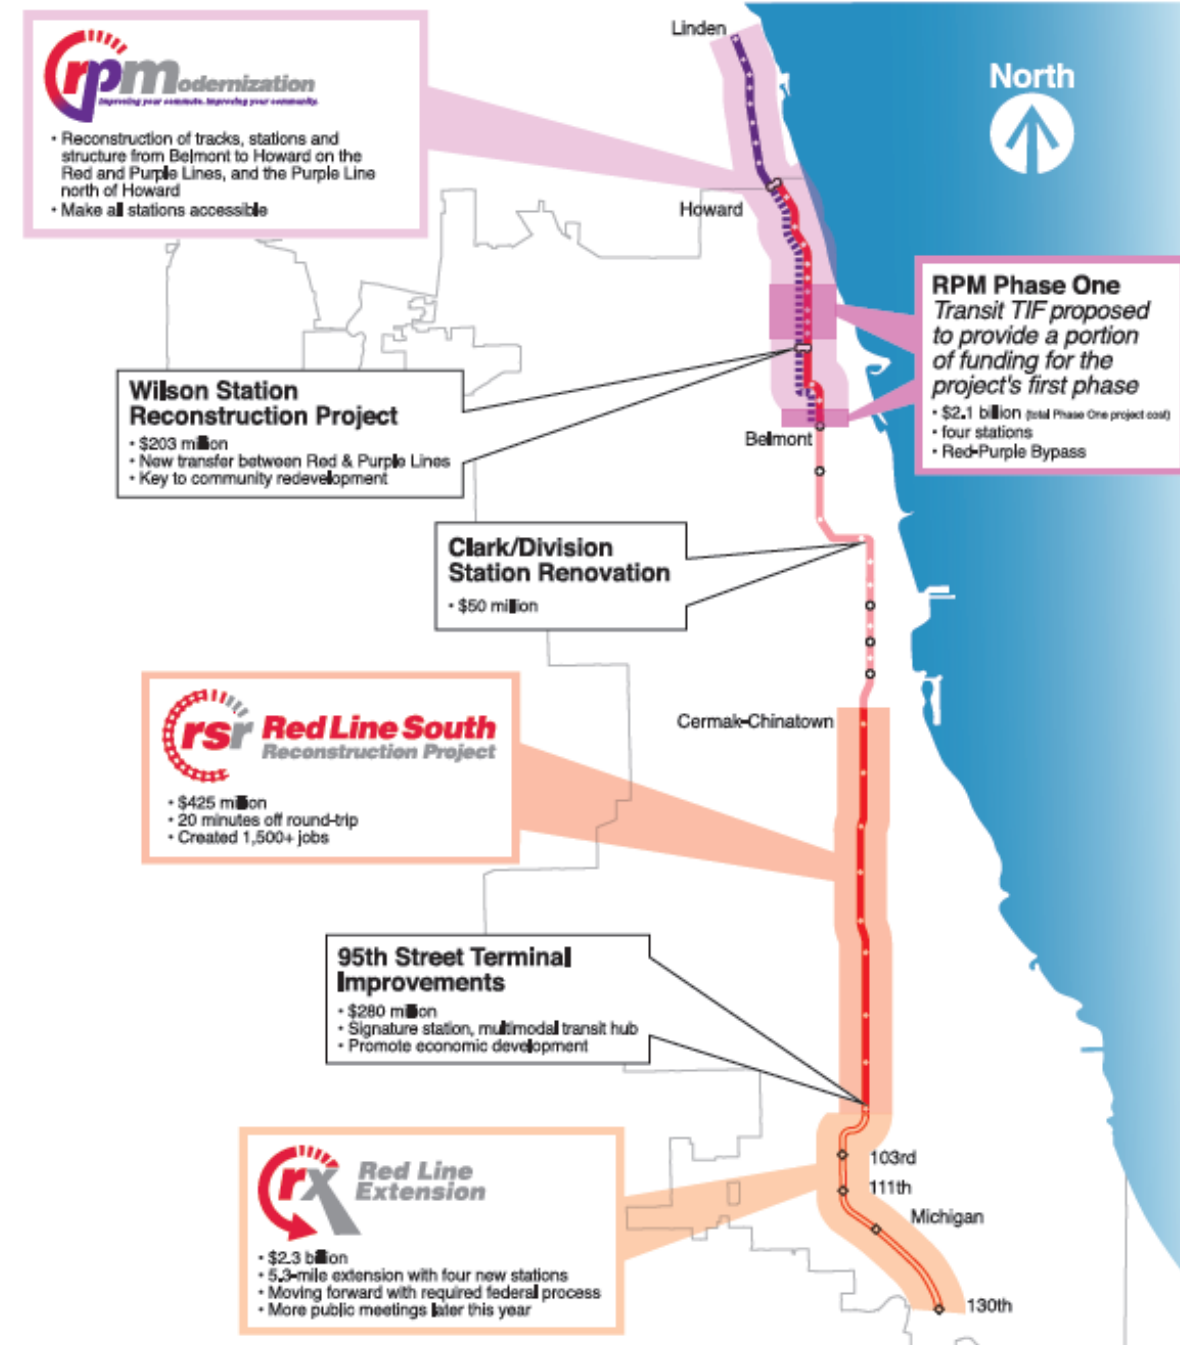 Linden
North
rpmodernization
Improving your commute. Improving your community.
• Reconstruction of tracks, stations and
structure from Belmont to Howard on the
Red and Purple Lines, and the Purple Line
north of Howard
• Make all stations accessible
Howard
RPM Phase One
Transit TIF proposed
to provide a portion
of funding for the
project's first phase
• $2.1 billion (total Phase One project cost)
• four stations
• Red-Purple Bypass
Wilson Station
Reconstruction Project
• $203 million
• New transfer between Red & Purple Lines
• Key to community redevelopment
Belmont
Clark/Division
Station Renovation
• $50 million
rsr Red Line South
Reconstruction Project
• $425 million
• 20 minutes off round-trip
• Created 1,500+ jobs
Cermak-Chinatown
95th Street Terminal
Improvements
• $280 million
• Signature station, multimodal transit hub
• Promote economic development
rx Red Line
Extension
• $2.3 billion
• 5.3-mile extension with four new stations
• Moving forward with required federal process
• More public meetings later this year
103rd
111th
Michigan
130th